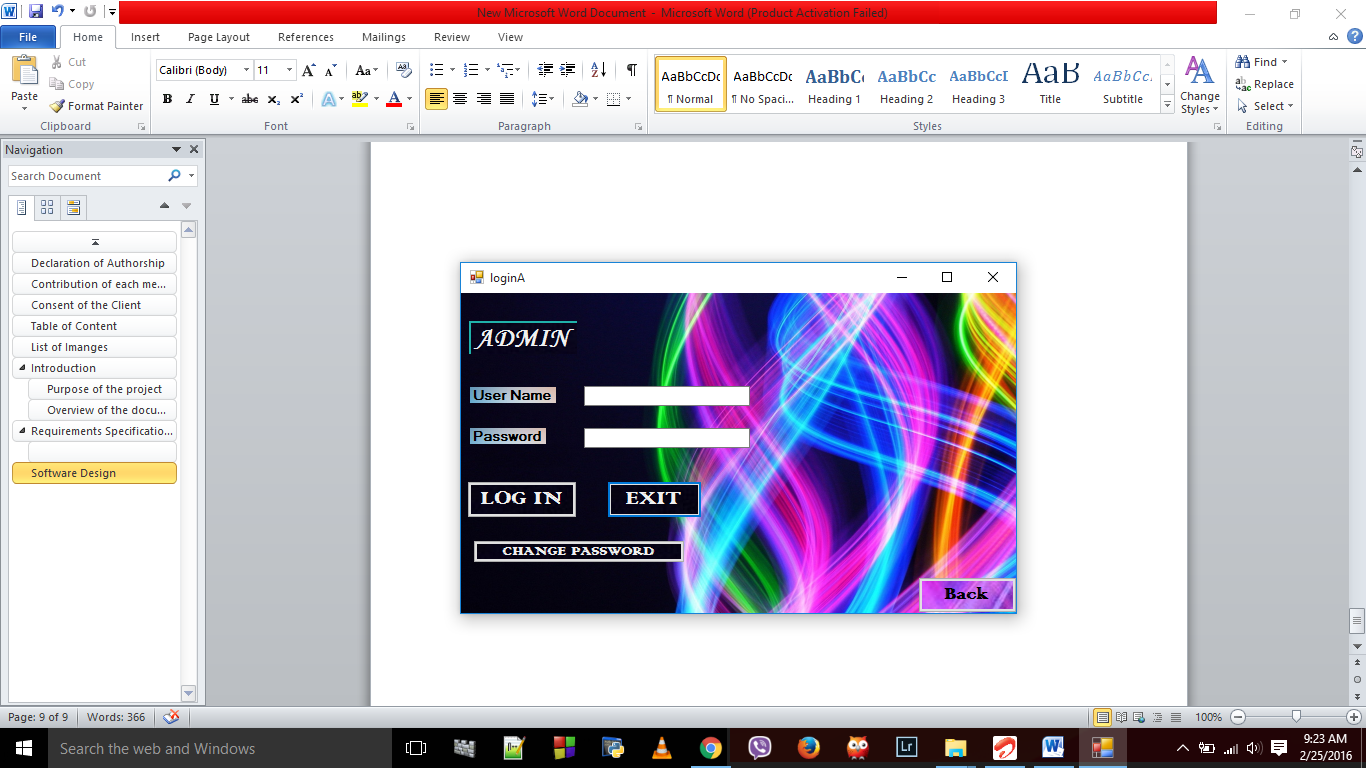 New Microsoft Word Document - Microsoft Word (Product Activation Failed)
File Home Insert Page Layout References Mailings Review View
Paste
Cut
Copy
Format Painter
Clipboard
Calibri (Body) 11
Font
Paragraph
AaBbCcDc AaBbCcDc AaBbCc AaBbCc AaBbCcI AaB AaBbCc.
¶ Normal ¶ No Spaci... Heading 1 Heading 2 Heading 3 Title Subtitle
Change Styles
Styles
Find
Replace
Select
Editing
Navigation
Search Document
Declaration of Authorship
Contribution of each me...
Consent of the Client
Table of Content
List of Imanges
Introduction
Purpose of the project
Overview of the docu...
Requirements Specificatio...
Software Design
loginA
ADMIN
User Name
Password
LOG IN EXIT
CHANGE PASSWORD
Back
Page: 9 of 9 Words: 366 100%
Search the web and Windows
Lr
9:23 AM
2/25/2016